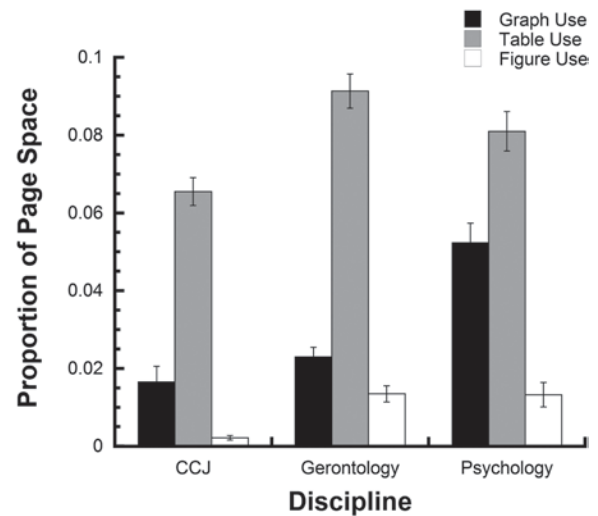 Graph Use
Table Use
Figure Use
0.1
0.08
0.06
0.04
0.02
0
Proportion of Page Space
CCJ Gerontology Psychology
Discipline